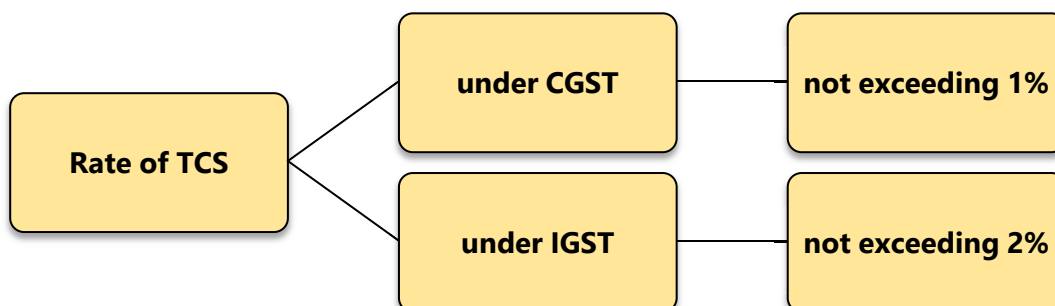 Rate of TCS
under CGST
not exceeding 1%
under IGST
not exceeding 2%